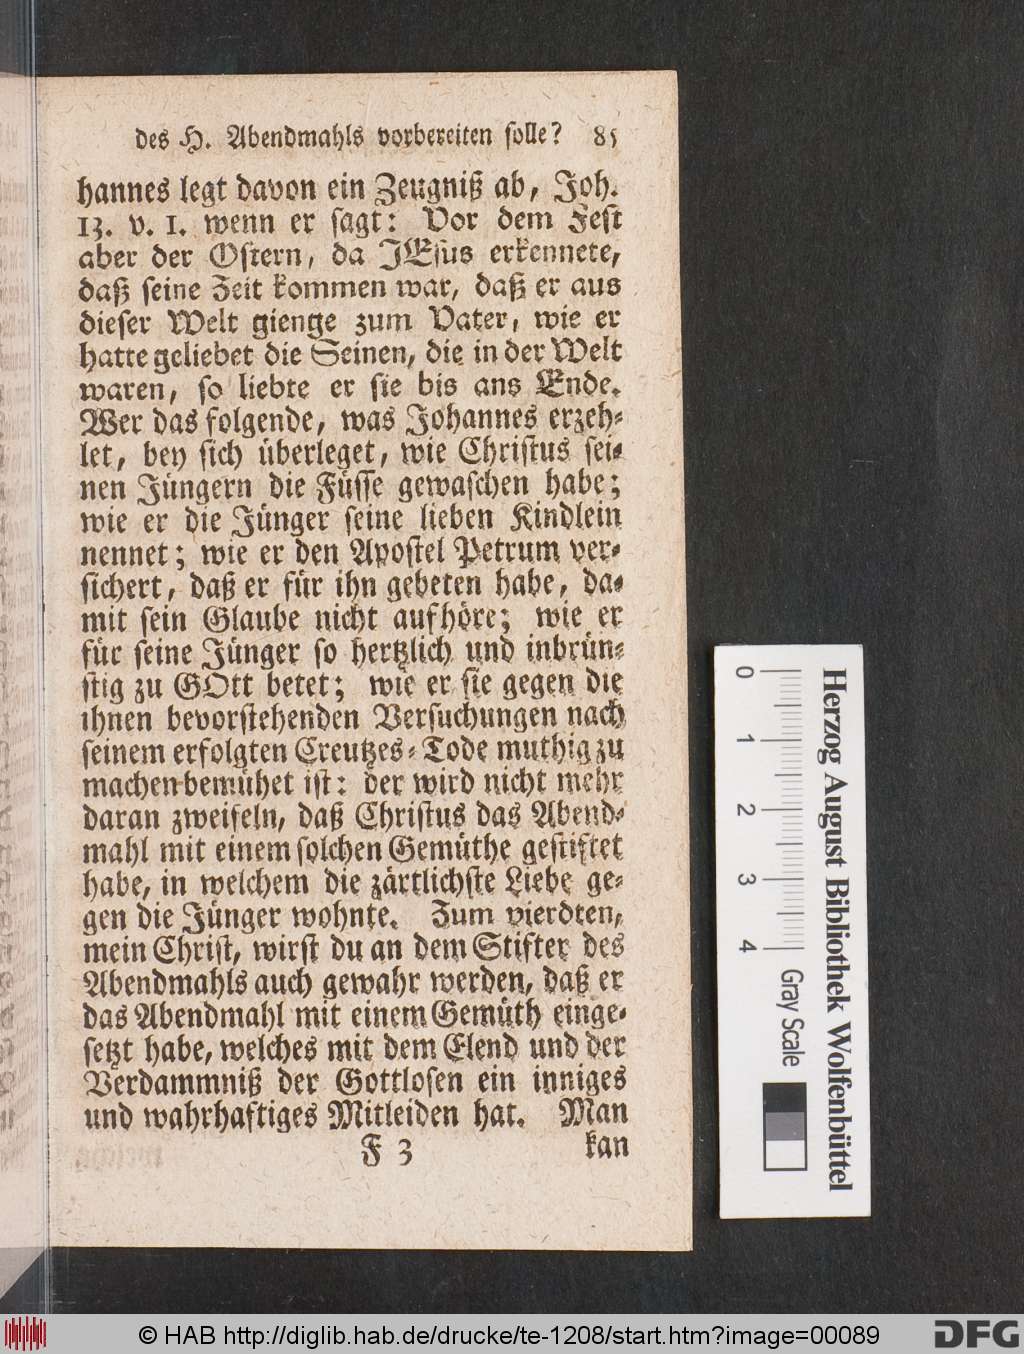 des H. Abendmahls vorbereiten solle? 85
hannes legt davon ein Zeugniß ab, Joh.
13. v. 1. wenn er sagt: Vor dem Fest
aber der Ostern, da JEsus erkennete,
daß seine Zeit kommen war, daß er aus
dieser Welt gienge zum Vater, wie er
hatte geliebet die Seinen, die in der Welt
waren, so liebte er sie bis ans Ende.
Wer das folgende, was Johannes erzeh-
let, bey sich überleget, wie Christus sei-
nen Jüngern die Füsse gewaschen habe;
wie er die Jünger seine lieben Kindlein
nennet; wie er den Apostel Petrum ver-
sichert, daß er für ihn gebeten habe, da-
mit sein Glaube nicht aufhöre; wie er
für seine Jünger so hertzlich und inbrün-
stig zu GOtt betet; wie er sie gegen die
ihnen bevorstehenden Versuchungen nach
seinem erfolgten Creutzes-Tode muthig zu
machen bemühet ist: der wird nicht mehr
daran zweifeln, daß Christus das Abend-
mahl mit einem solchen Gemüthe gestiftet
habe, in welchem die zärtlichste Liebe ge-
gen die Jünger wohnte. Zum vierdten,
mein Christ, wirst du an dem Stifter des
Abendmahls auch gewahr werden, daß er
das Abendmahl mit einem Gemüth einge-
setzt habe, welches mit dem Elend und der
Verdammniß der Gottlosen ein inniges
und wahrhaftiges Mitleiden hat. Man
F 3 kan
Herzog August Bibliothek Wolfenbüttel
0 1 2 3 4 Gray Scale
© HAB http://diglib.hab.de/drucke/te-1208/start.htm?image=00089
DFG